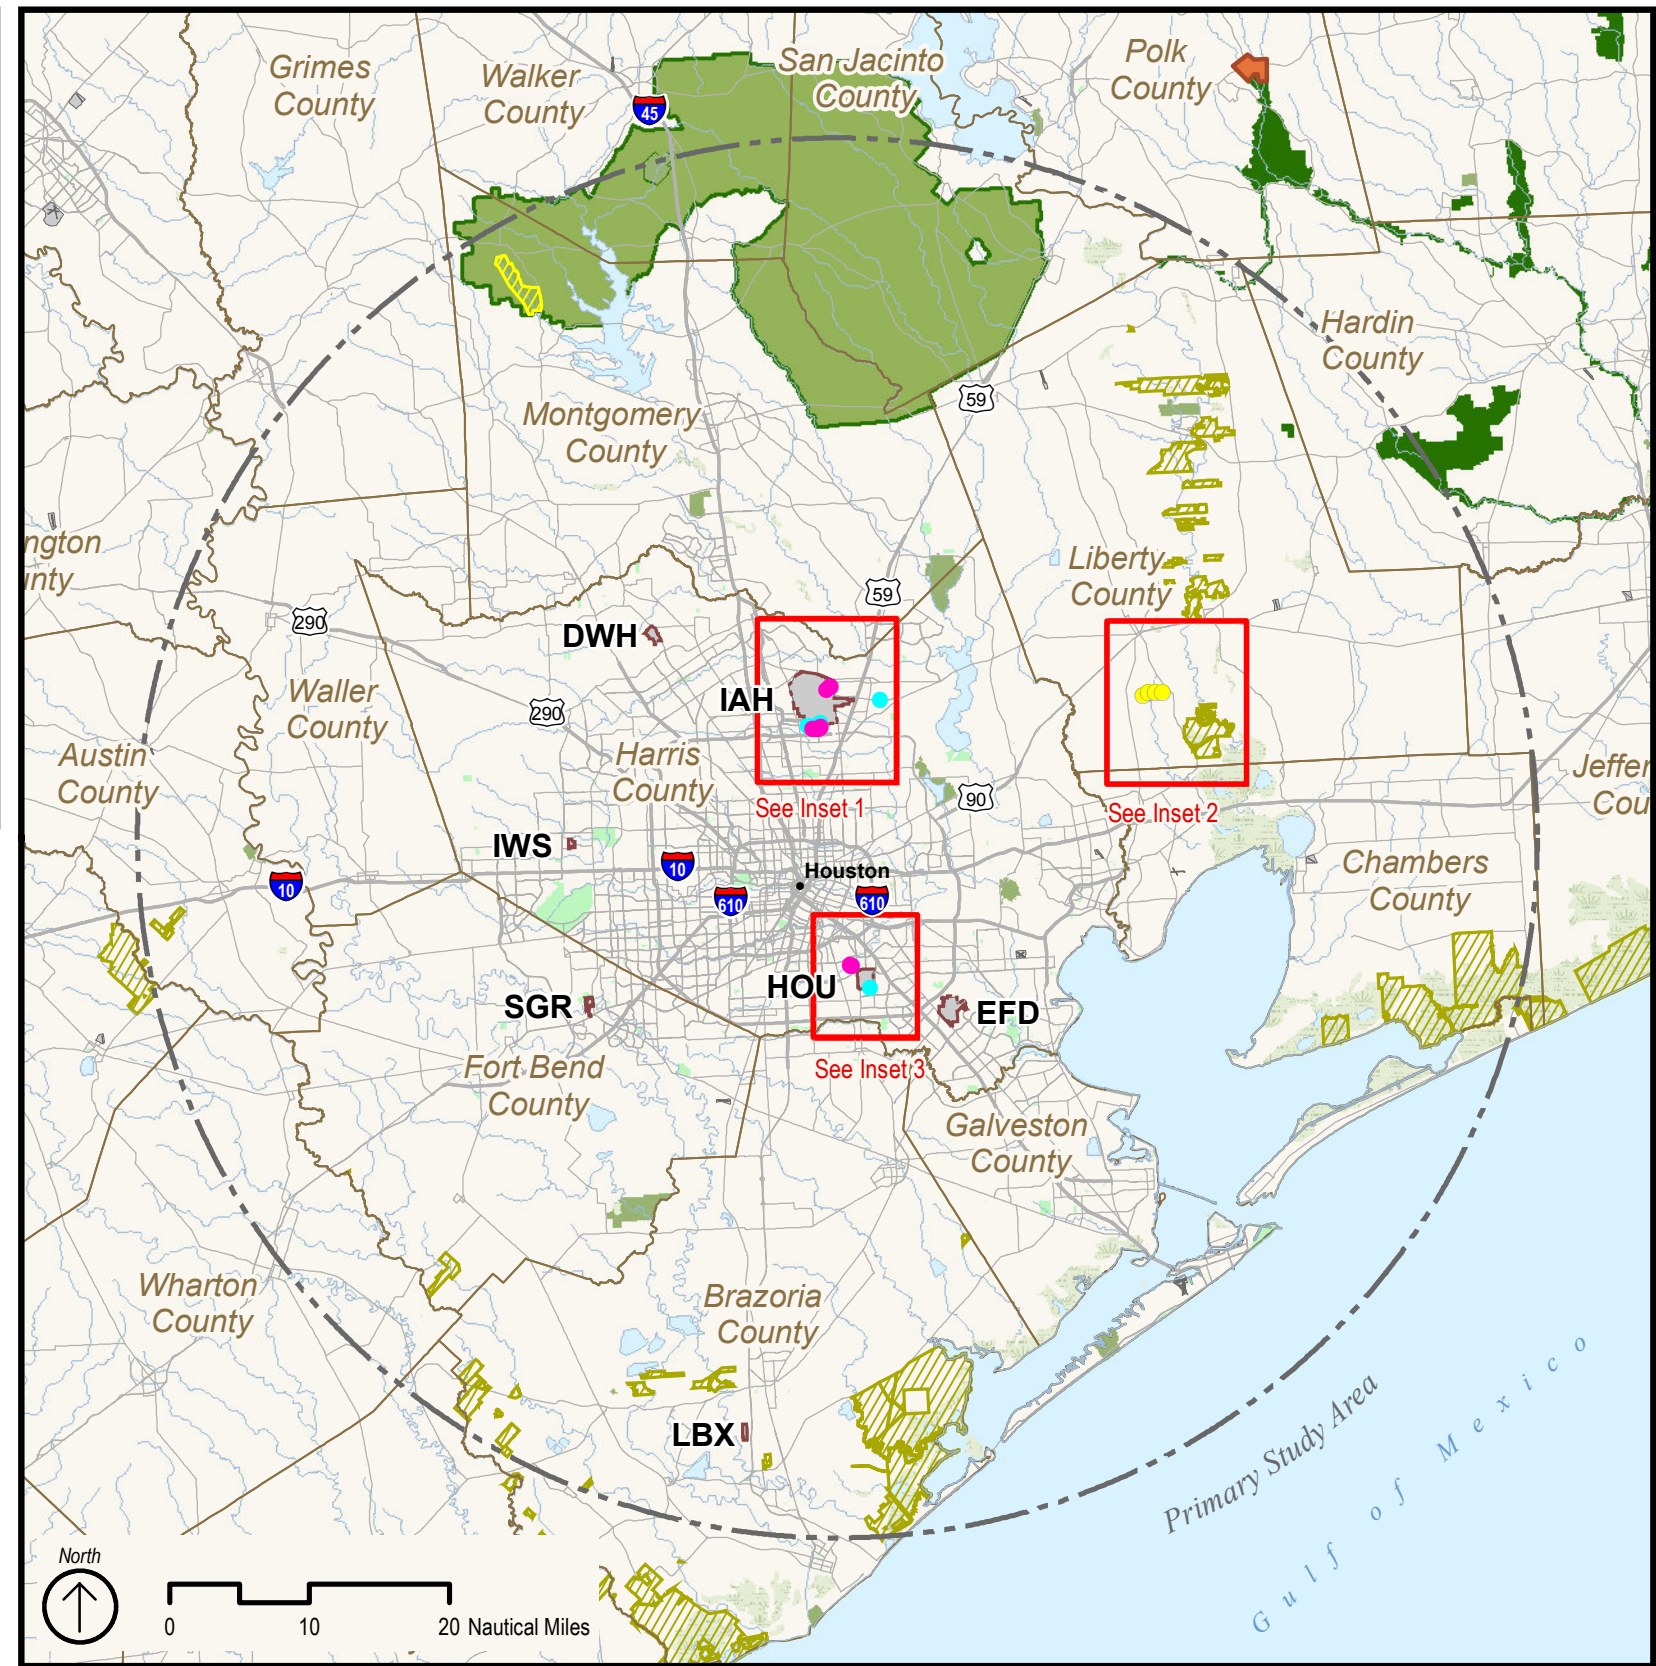 Grimes
County
Walker
County
45
San Jacinto
County
Polk
County
Hardin
County
59
Montgomery
County
ngton
unty
Liberty
County
59
290
DWH
IAH
Waller
County
290
Harris
County
Austin
County
Jeffer
Cou
See Inset 1
90
See Inset 2
IWS
10
10
Houston
610
610
Chambers
County
HOU
SGR
EFD
See Inset 3
Fort Bend
County
Galveston
County
Wharton
County
Brazoria
County
LBX
Primary Study Area
Gulf of Mexico
North
0 10 20 Nautical Miles